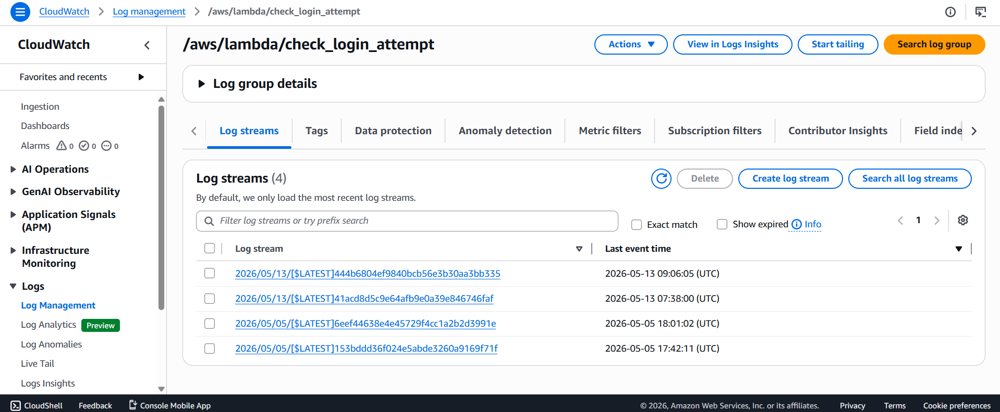 CloudWatch > Log management > /aws/lambda/check_login_attempt
CloudWatch
Favorites and recents
Ingestion
Dashboards
Alarms 0 0 0
AI Operations
GenAI Observability
Application Signals
(APM)
Infrastructure
Monitoring
Logs
Log Management
Log Analytics Preview
Log Anomalies
Live Tail
Logs Insights
/aws/lambda/check_login_attempt
Actions View in Logs Insights Start tailing Search log group
Log group details
Log streams Tags Data protection Anomaly detection Metric filters Subscription filters Contributor Insights Field inde
Log streams (4)
Delete Create log stream Search all log streams
By default, we only load the most recent log streams.
Filter log streams or try prefix search
Exact match Show expired Info
1
Log stream Last event time
2026/05/13/[$LATEST]444b6804ef9840bcb56e3b30aa3bb335 2026-05-13 09:06:05 (UTC)
2026/05/13/[$LATEST]41acd8d5c9e64afb9e0a39e846746faf 2026-05-13 07:38:00 (UTC)
2026/05/05/[$LATEST]6eef44638e4e45729f4cc1a2b2d3991e 2026-05-05 18:01:02 (UTC)
2026/05/05/[$LATEST]153bddd36f024e5abde3260a9169f71f 2026-05-05 17:42:11 (UTC)
CloudShell Feedback Console Mobile App © 2026, Amazon Web Services, Inc. or its affiliates. Privacy Terms Cookie preferences